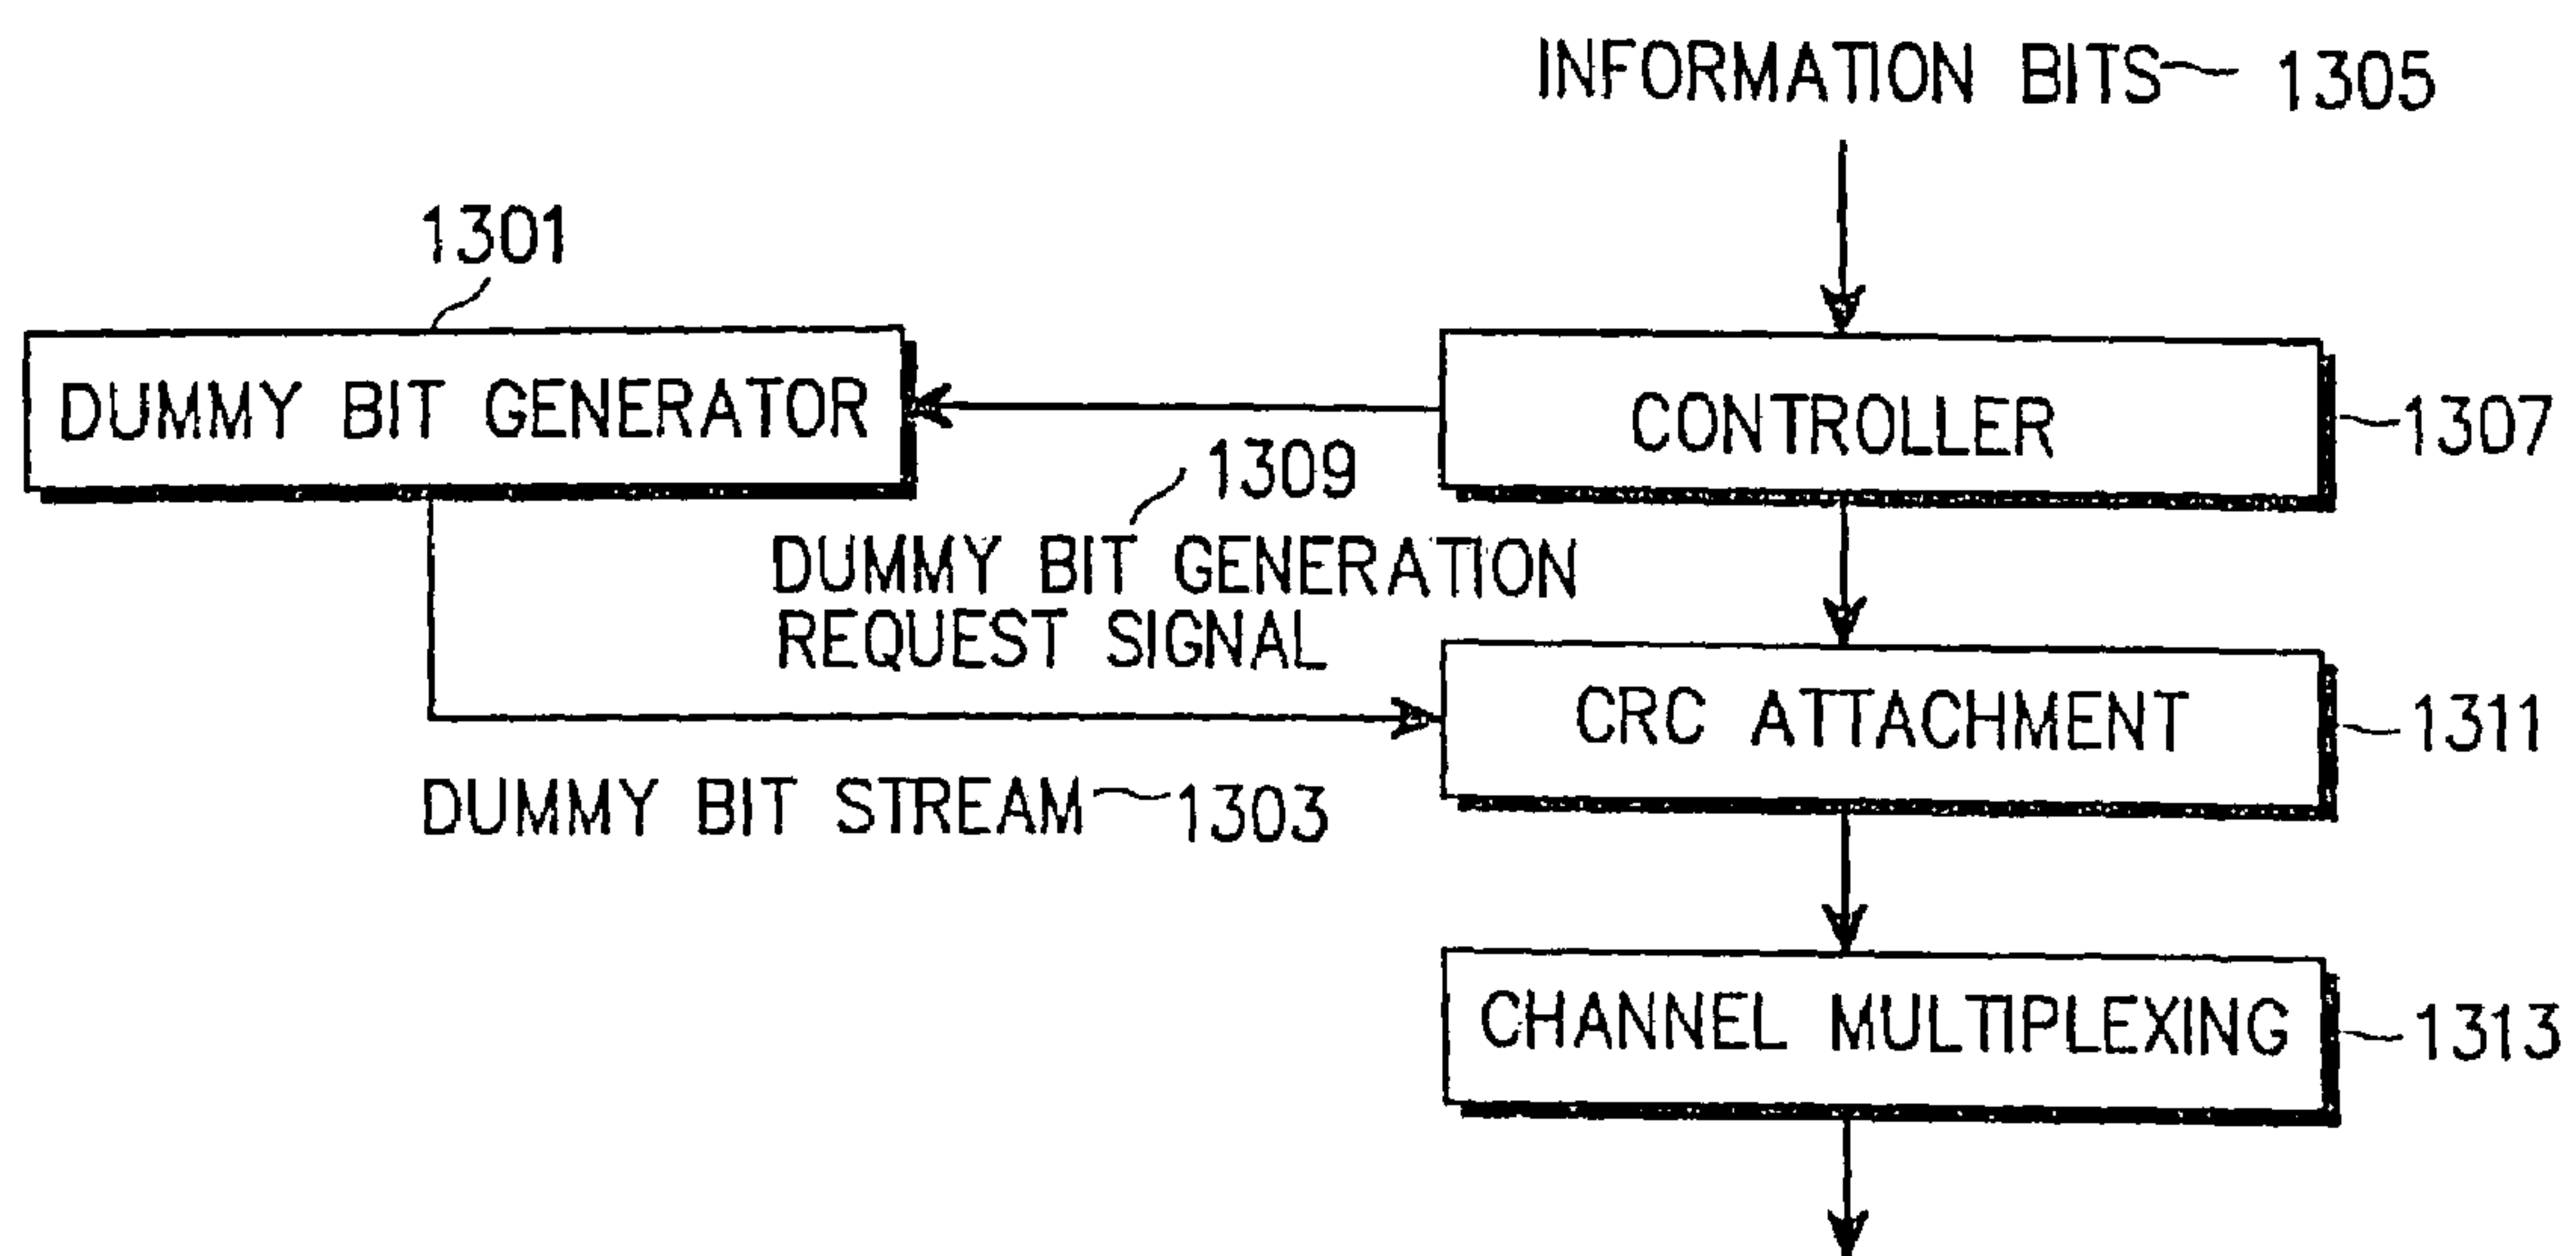 INFORMATION BITS 1305
1301
DUMMY BIT GENERATOR
CONTROLLER
1307
1309
DUMMY BIT GENERATION
REQUEST SIGNAL
CRC ATTACHMENT
1311
DUMMY BIT STREAM 1303
CHANNEL MULTIPLEXING
1313